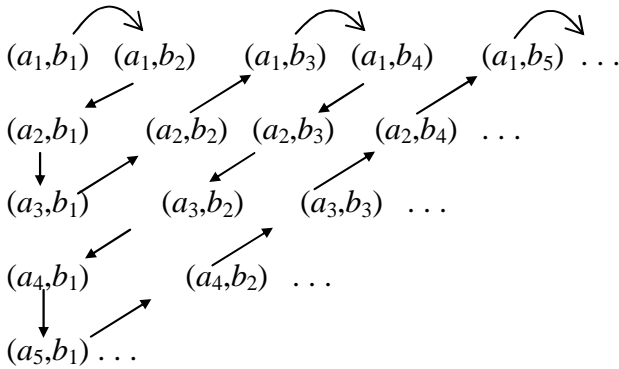 (a₁,b₁) (a₁,b₂) (a₁,b₃) (a₁,b₄) (a₁,b₅) . . .
(a₂,b₁) (a₂,b₂) (a₂,b₃) (a₂,b₄) . . .
(a₃,b₁) (a₃,b₂) (a₃,b₃) . . .
(a₄,b₁) (a₄,b₂) . . .
(a₅,b₁) . . .